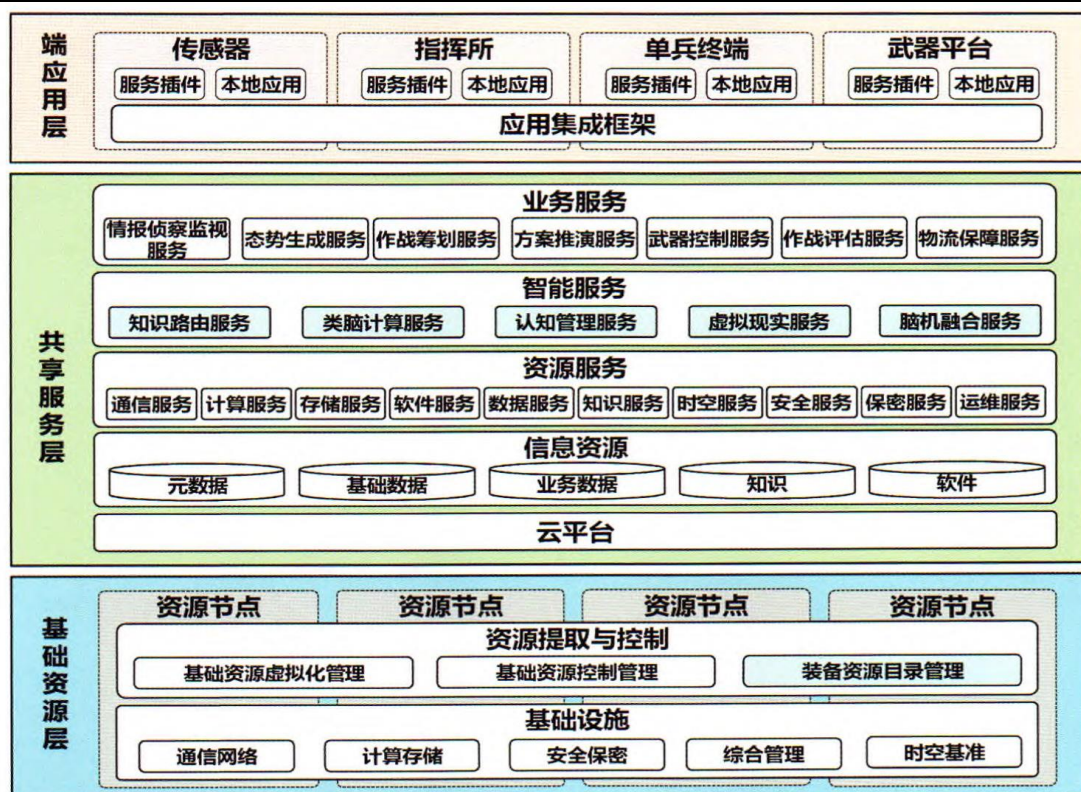 端应用层
传感器 指挥所 单兵终端 武器平台
服务插件 本地应用 服务插件 本地应用 服务插件 本地应用 服务插件 本地应用
应用集成框架
共享服务层
业务服务
情报侦察监视服务 态势生成服务 作战筹划服务 方案推演服务 武器控制服务 作战评估服务 物流保障服务
智能服务
知识路由服务 类脑计算服务 认知管理服务 虚拟现实服务 脑机融合服务
资源服务
通信服务 计算服务 存储服务 软件服务 数据服务 知识服务 时空服务 安全服务 保密服务 运维服务
信息资源
元数据 基础数据 业务数据 知识 软件
云平台
基础资源层
资源节点 资源节点 资源节点 资源节点
资源提取与控制
基础资源虚拟化管理 基础资源控制管理 装备资源目录管理
基础设施
通信网络 计算存储 安全保密 综合管理 时空基准